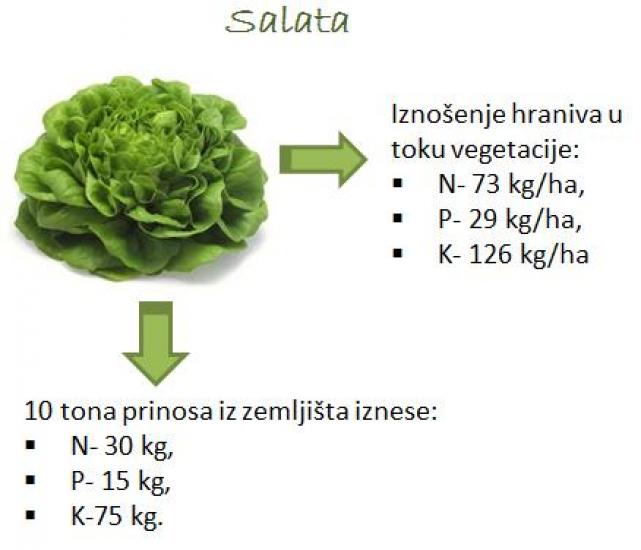 Salata
Iznošenje hraniva u
toku vegetacije:
▪ N- 73 kg/ha,
▪ P- 29 kg/ha,
▪ K- 126 kg/ha
10 tona prinosa iz zemljišta iznese:
▪ N- 30 kg,
▪ P- 15 kg,
▪ K-75 kg.